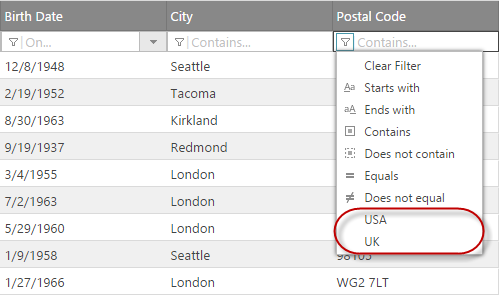 Birth Date City Postal Code
On... Contains... Contains...
12/8/1948 Seattle Clear Filter
2/19/1952 Tacoma Aa Starts with
8/30/1963 Kirkland aA Ends with
Contains
9/19/1937 Redmond Does not contain
3/4/1955 London = Equals
7/2/1963 London ≠ Does not equal
5/29/1960 London USA
UK
1/9/1958 Seattle 98105
1/27/1966 London WG2 7LT